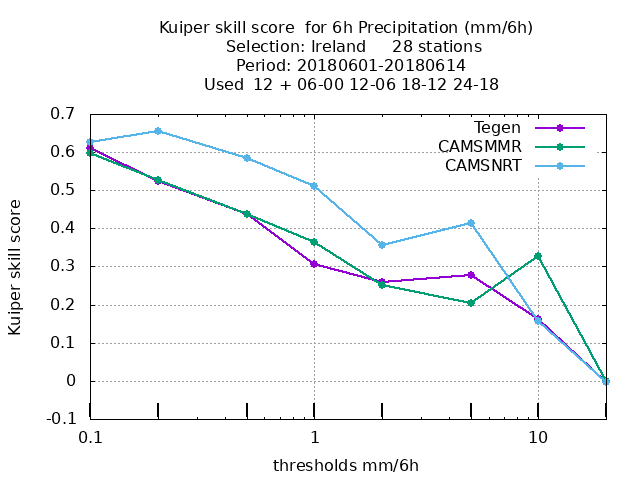 Kuiper skill score  for 6h Precipitation (mm/6h)
Selection: Ireland     28 stations
Period: 20180601-20180614
Used  12 + 06-00 12-06 18-12 24-18
Tegen
CAMSMMR
CAMSNRT
Kuiper skill score
0.7
0.6
0.5
0.4
0.3
0.2
0.1
0
-0.1
0.1 1 10
thresholds mm/6h